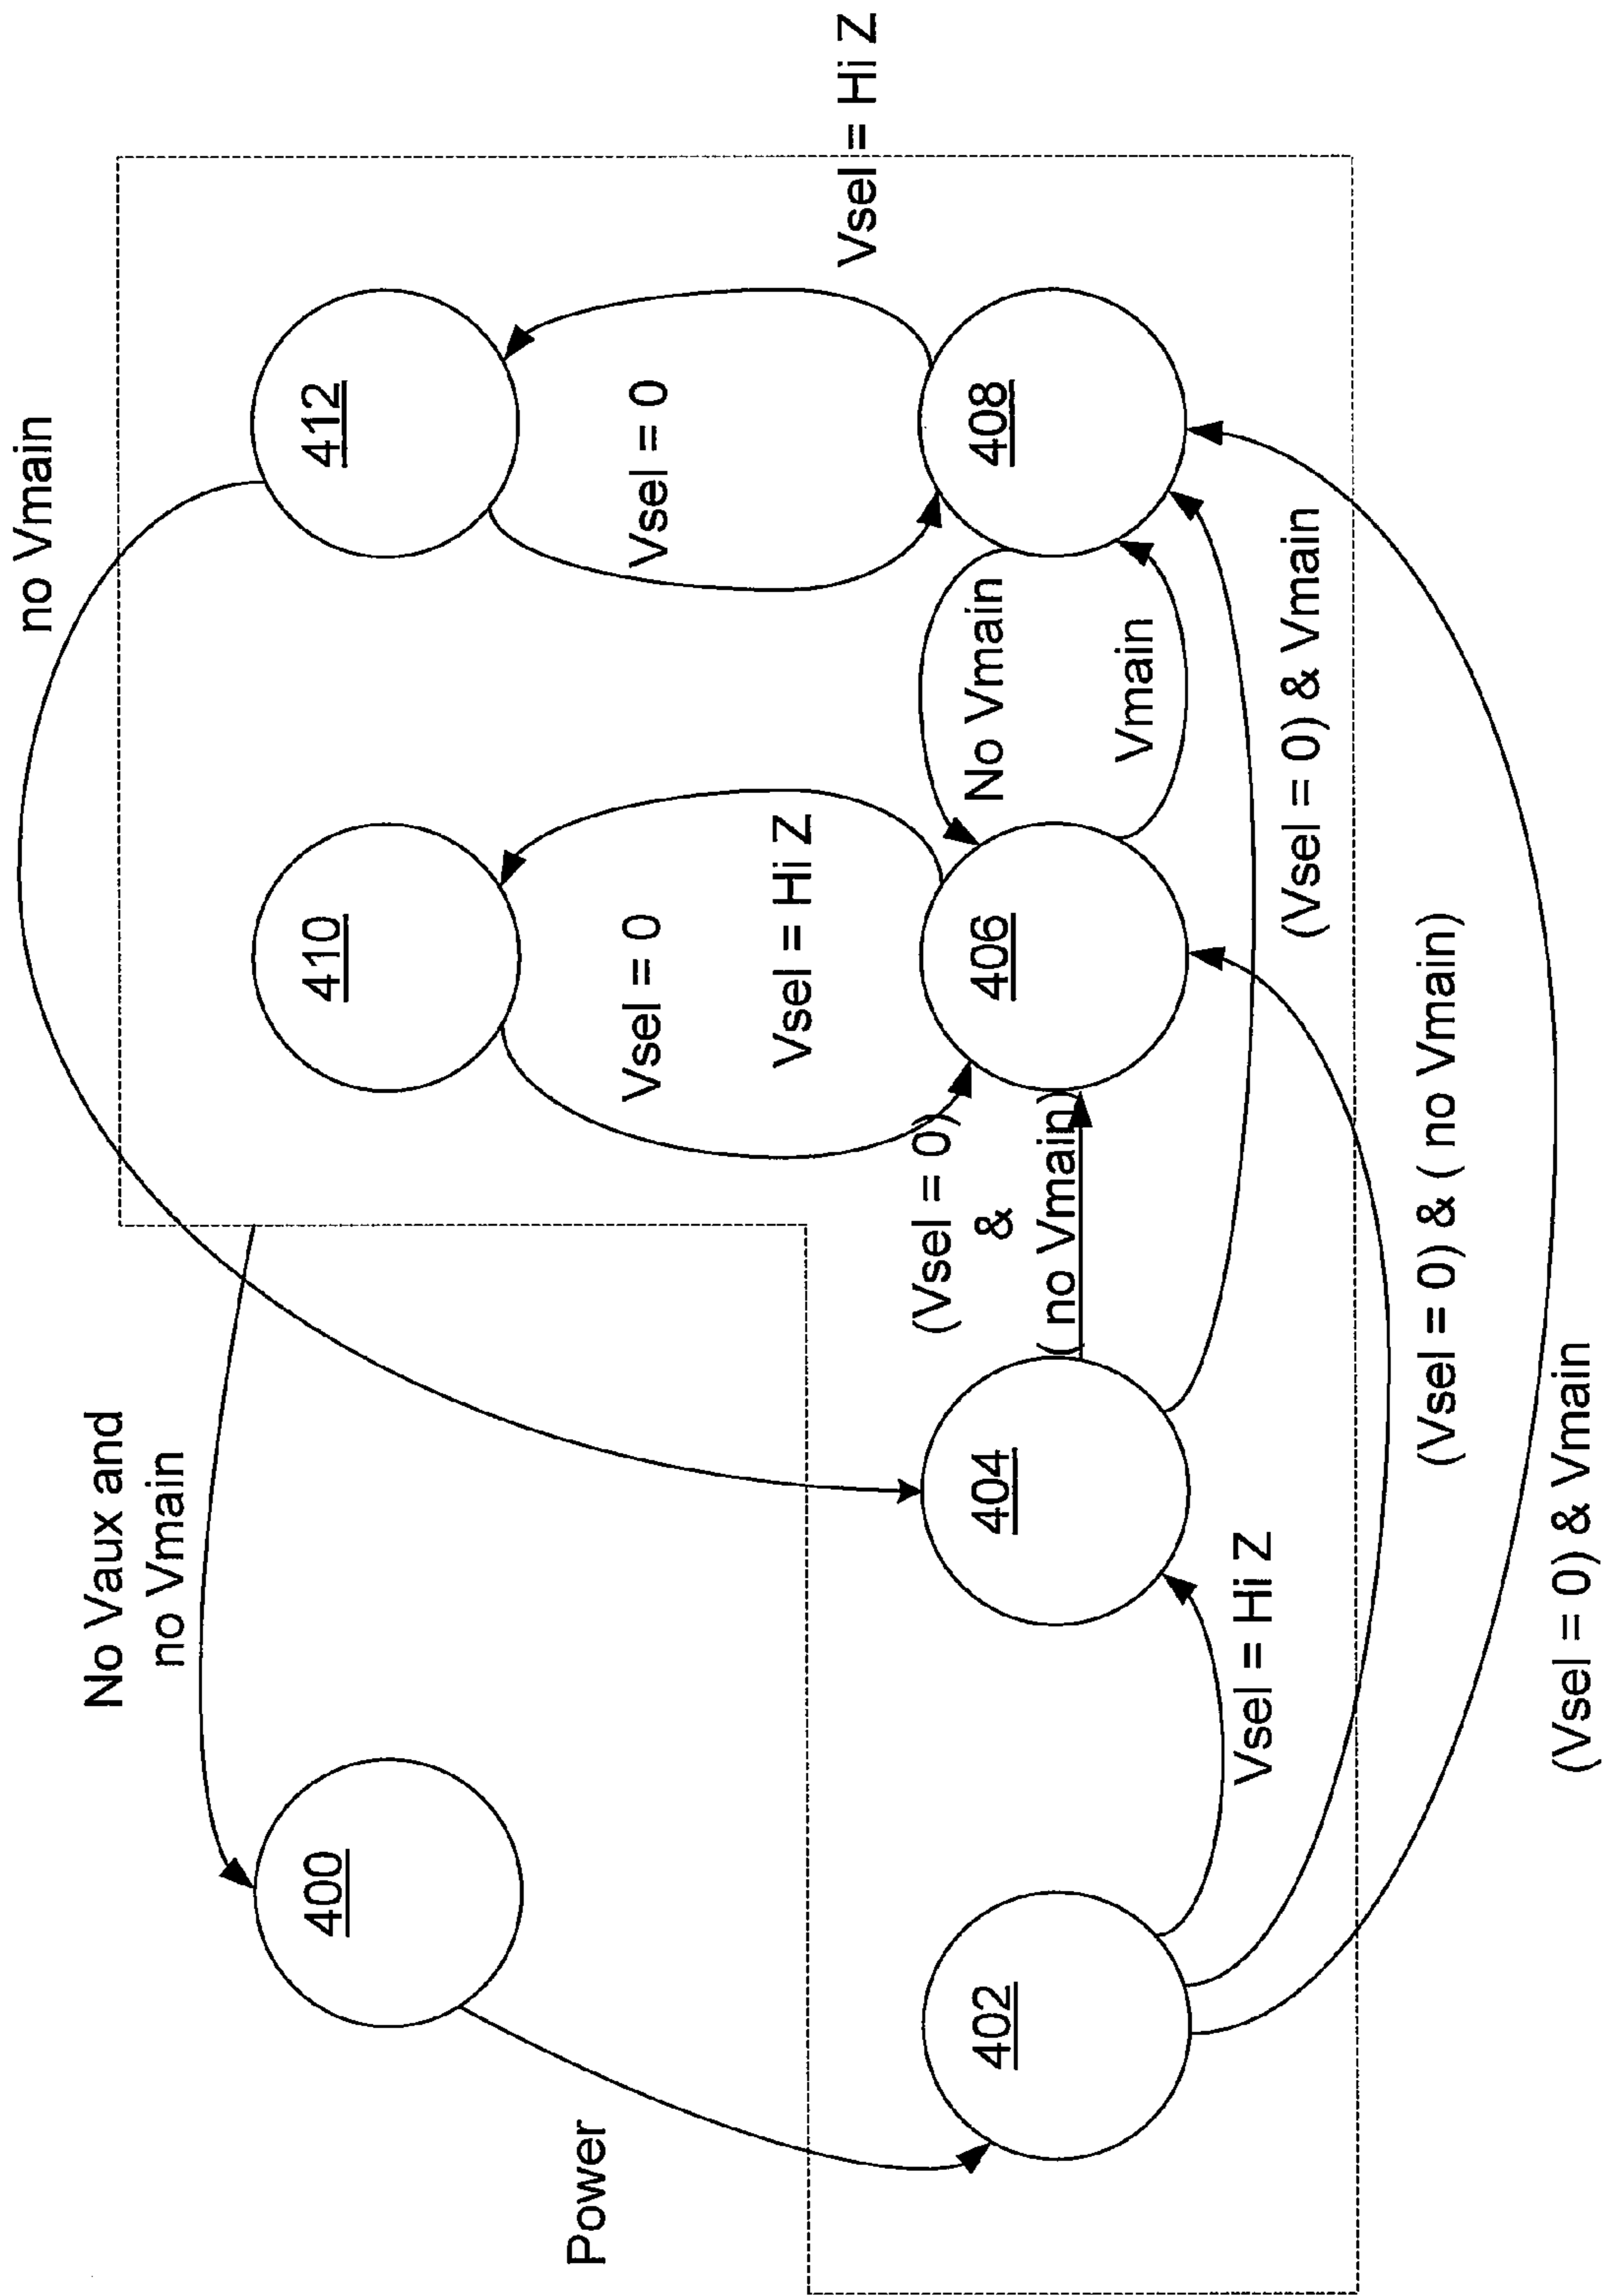 no Vmain
No Vaux and
no Vmain
400
410
412
Power
Vsel = 0
Vsel = Hi Z
Vsel = 0
Vsel = Hi Z
(Vsel = 0)
&
( no Vmain)
402
404
406
408
No Vmain
Vmain
Vsel = Hi Z
(Vsel = 0) & Vmain
(Vsel = 0) & ( no Vmain)
(Vsel = 0) & Vmain